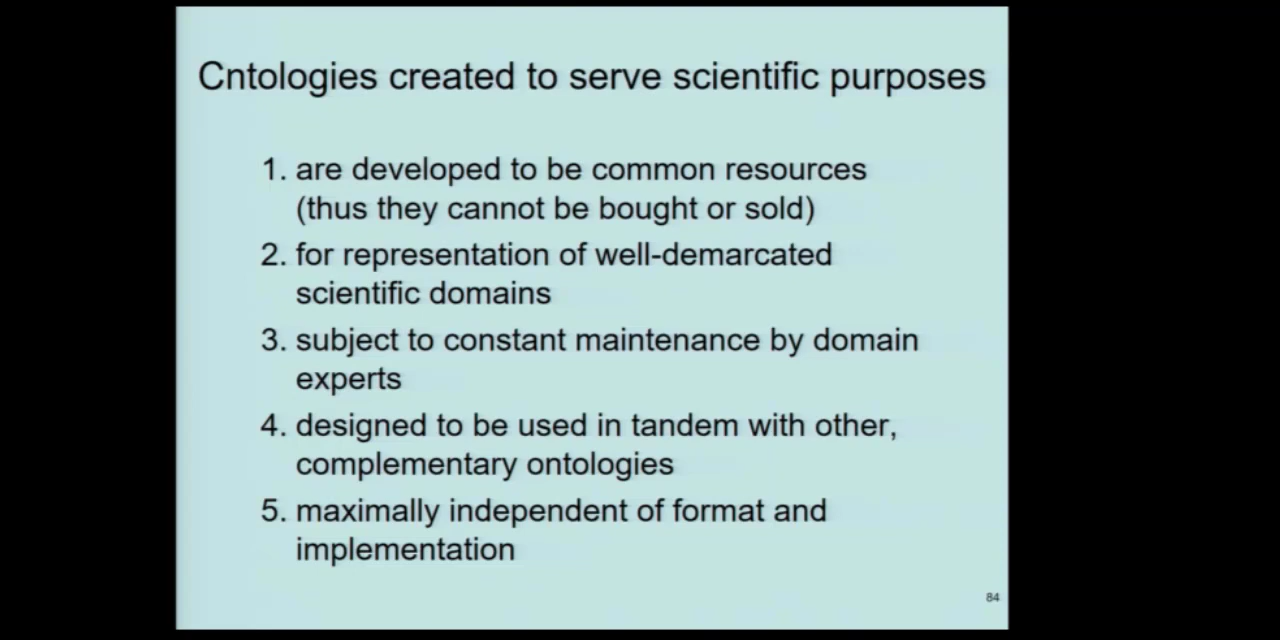 Cntologies created to serve scientific purposes
1. are developed to be common resources
(thus they cannot be bought or sold)
2. for representation of well-demarcated
scientific domains
3. subject to constant maintenance by domain
experts
4. designed to be used in tandem with other,
complementary ontologies
5. maximally independent of format and
implementation
84